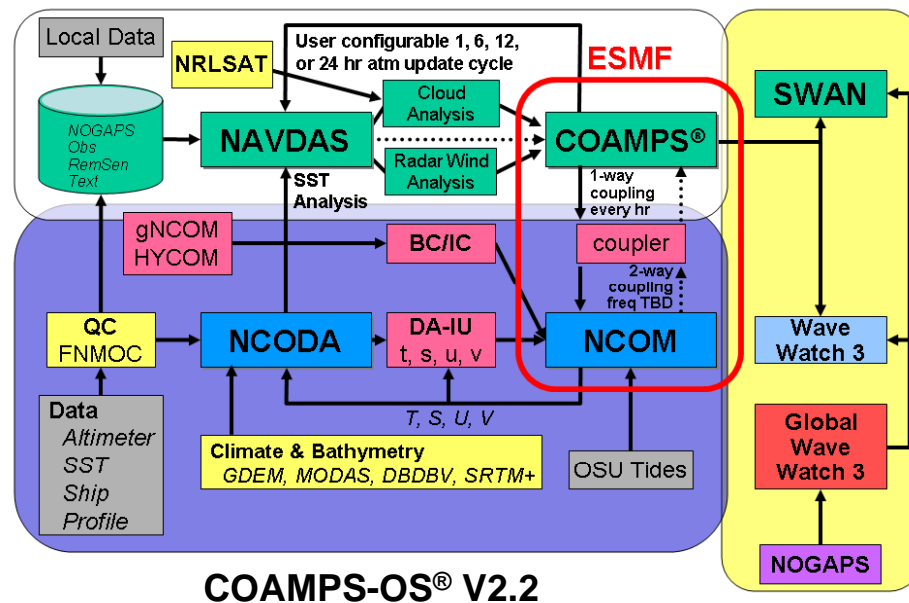 Local Data
NRLSAT
User configurable 1, 6, 12,
or 24 hr atm update cycle
ESMF
NOGAPS
Obs
RemSen
Text
NAVDAS
Cloud
Analysis
Radar Wind
Analysis
COAMPS®
SWAN
SST
Analysis
1-way
coupling
every hr
gNCOM
HYCOM
BC/IC
coupler
2-way
coupling
freq TBD
QC
FNMOC
NCODA
DA-IU
t, s, u, v
NCOM
Wave
Watch 3
T, S, U, V
Data
Altimeter
SST
Ship
Profile
Climate & Bathymetry
GDEM, MODAS, DBDBV, SRTM+
OSU Tides
Global
Wave
Watch 3
NOGAPS
COAMPS-OS® V2.2